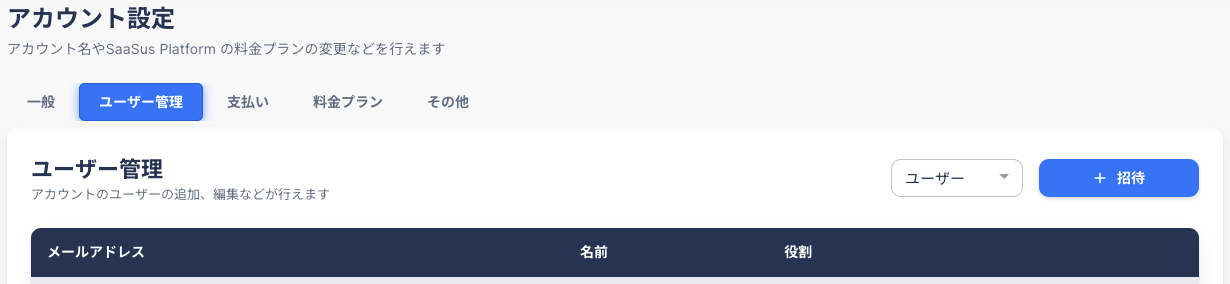 アカウント設定
アカウント名やSaaSus Platform の料金プランの変更などを行えます
一般 ユーザー管理 支払い 料金プラン その他
ユーザー管理
アカウントのユーザーの追加、編集などが行えます
ユーザー
+ 招待
メールアドレス 名前 役割